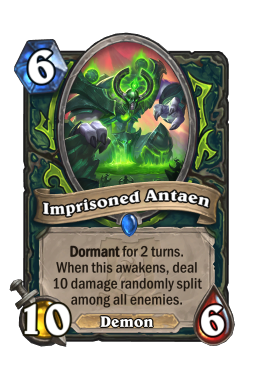 6
Imprisoned Antaen
Dormant for 2 turns.
When this awakens, deal
10 damage randomly split
among all enemies.
10
Demon
6